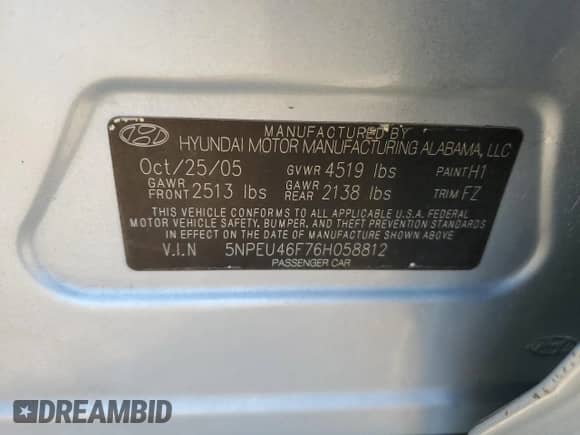 MANUFACTURED BY
HYUNDAI MOTOR MANUFACTURING ALABAMA, LLC
Oct/25/05 GVWR 4519 lbs PAINT H1
GAWR FRONT 2513 lbs GAWR REAR 2138 lbs TRIM FZ
THIS VEHICLE CONFORMS TO ALL APPLICABLE U.S.A. FEDERAL
MOTOR VEHICLE SAFETY, BUMPER, AND THEFT PREVENTION STANDARDS
IN EFFECT ON THE DATE OF MANUFACTURE SHOWN ABOVE
V.I.N 5NPEU46F76H058812
PASSENGER CAR
DREAMBID